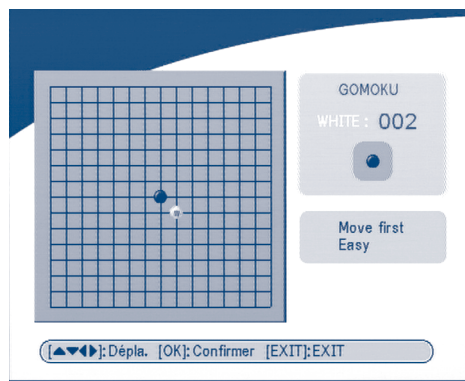 GOMOKU
WHITE: 002
Move first
Easy
[▲▼◀▶]:Dépla. [OK]:Confirmer [EXIT]:EXIT